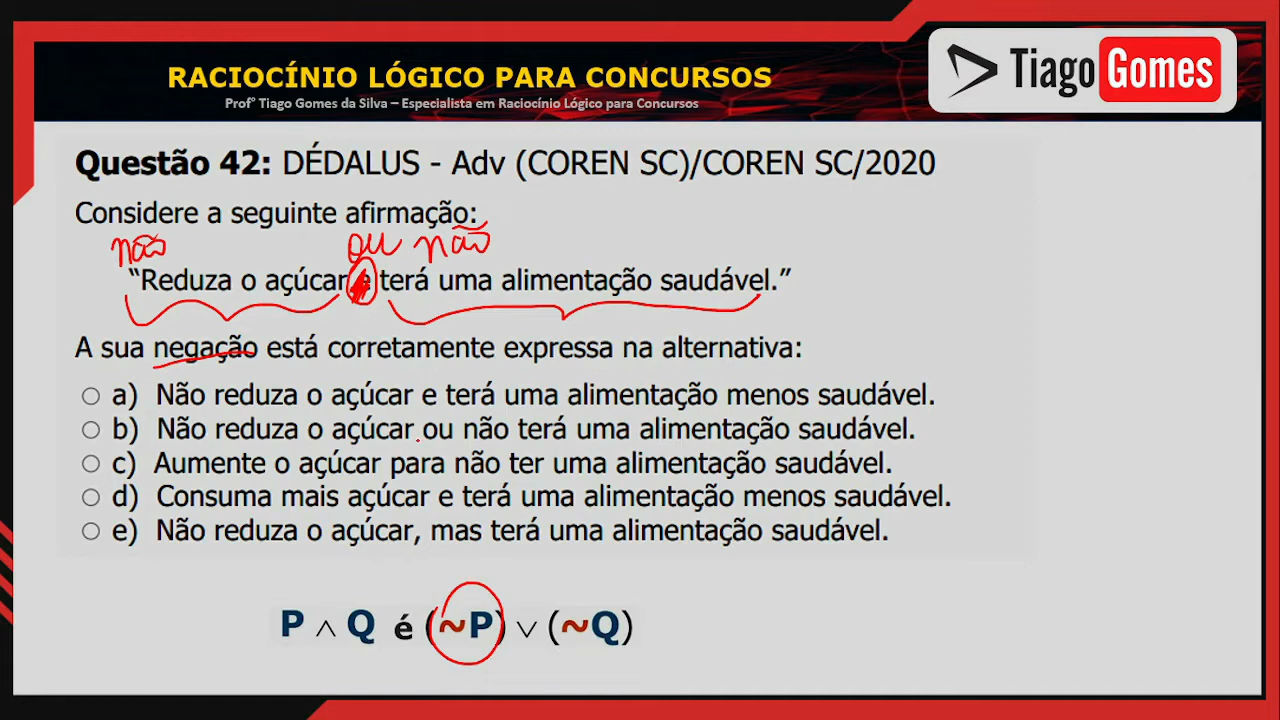 RACIOCÍNIO LÓGICO PARA CONCURSOS
Prof° Tiago Gomes da Silva – Especialista em Raciocínio Lógico para Concursos
Tiago Gomes
Questão 42: DÉDALUS - Adv (COREN SC)/COREN SC/2020
Considere a seguinte afirmação:
não ou não
“Reduza o açúcar e terá uma alimentação saudável.”
A sua negação está corretamente expressa na alternativa:
a) Não reduza o açúcar e terá uma alimentação menos saudável.
b) Não reduza o açúcar ou não terá uma alimentação saudável.
c) Aumente o açúcar para não ter uma alimentação saudável.
d) Consuma mais açúcar e terá uma alimentação menos saudável.
e) Não reduza o açúcar, mas terá uma alimentação saudável.
P ∧ Q é (~P) ∨ (~Q)